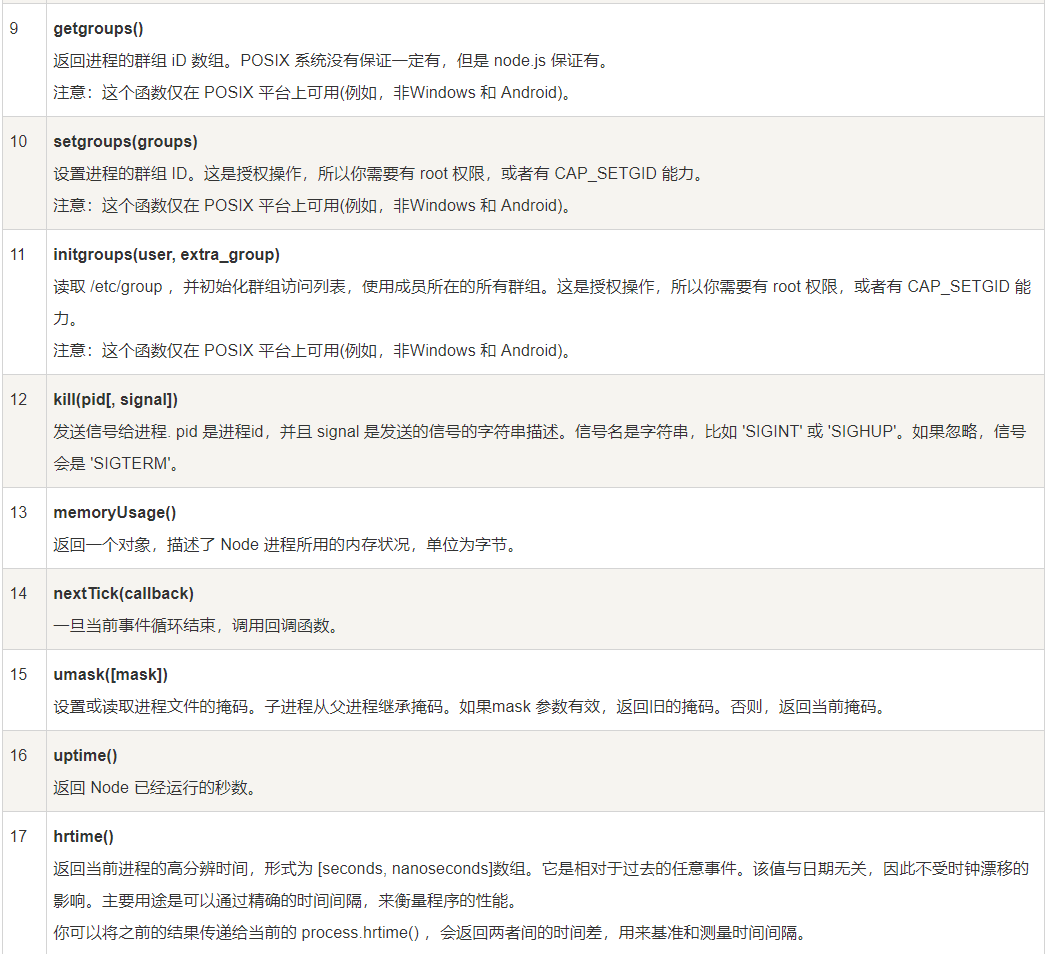 9
getgroups()
返回进程的群组 iD 数组。POSIX 系统没有保证一定有，但是 node.js 保证有。
注意：这个函数仅在 POSIX 平台上可用(例如，非Windows 和 Android)。
10
setgroups(groups)
设置进程的群组 ID。这是授权操作，所以你需要有 root 权限，或者有 CAP_SETGID 能力。
注意：这个函数仅在 POSIX 平台上可用(例如，非Windows 和 Android)。
11
initgroups(user, extra_group)
读取 /etc/group ，并初始化群组访问列表，使用成员所在的所有群组。这是授权操作，所以你需要有 root 权限，或者有 CAP_SETGID 能
力。
注意：这个函数仅在 POSIX 平台上可用(例如，非Windows 和 Android)。
12
kill(pid[, signal])
发送信号给进程. pid 是进程id，并且 signal 是发送的信号的字符串描述。信号名是字符串，比如 'SIGINT' 或 'SIGHUP'。如果忽略，信号
会是 'SIGTERM'。
13
memoryUsage()
返回一个对象，描述了 Node 进程所用的内存状况，单位为字节。
14
nextTick(callback)
一旦当前事件循环结束，调用回调函数。
15
umask([mask])
设置或读取进程文件的掩码。子进程从父进程继承掩码。如果mask 参数有效，返回旧的掩码。否则，返回当前掩码。
16
uptime()
返回 Node 已经运行的秒数。
17
hrtime()
返回当前进程的高分辨时间，形式为 [seconds, nanoseconds]数组。它是相对于过去的任意事件。该值与日期无关，因此不受时钟漂移的
影响。主要用途是可以通过精确的时间间隔，来衡量程序的性能。
你可以将之前的结果传递给当前的 process.hrtime() ，会返回两者间的时间差，用来基准和测量时间间隔。